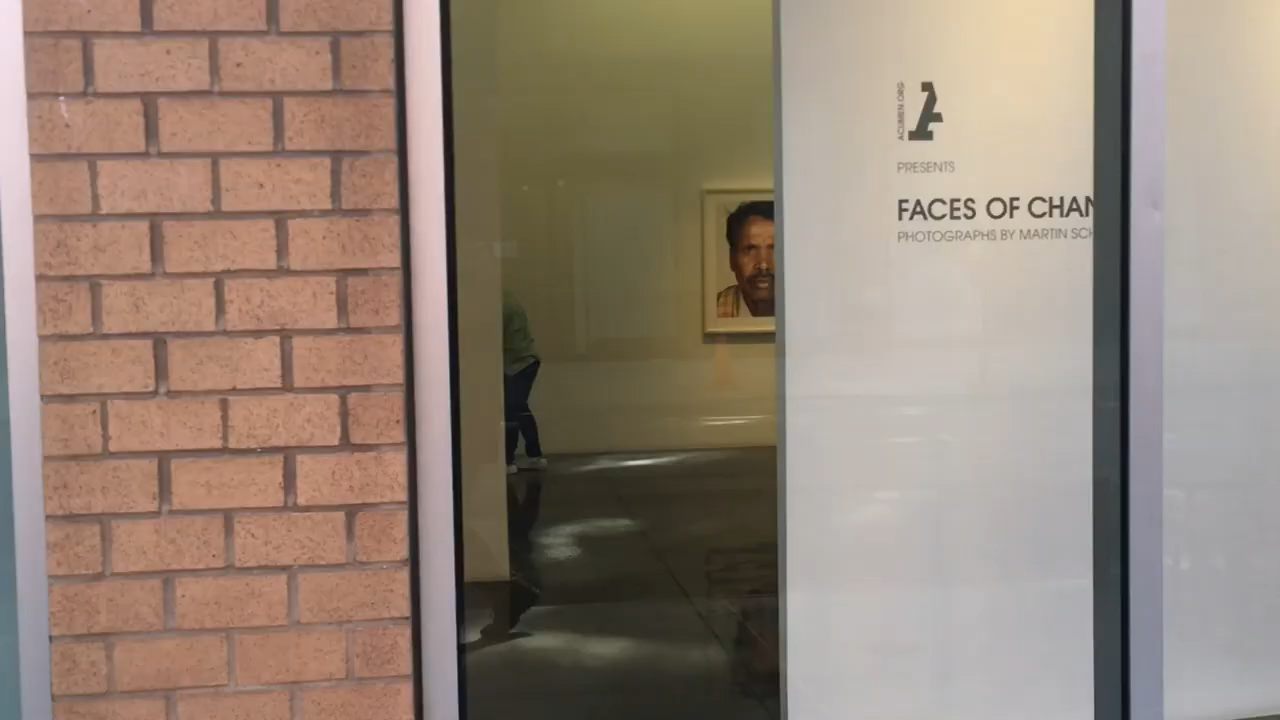 ACUMEN.ORG
A
PRESENTS
FACES OF CHAN
PHOTOGRAPHS BY MARTIN SCH